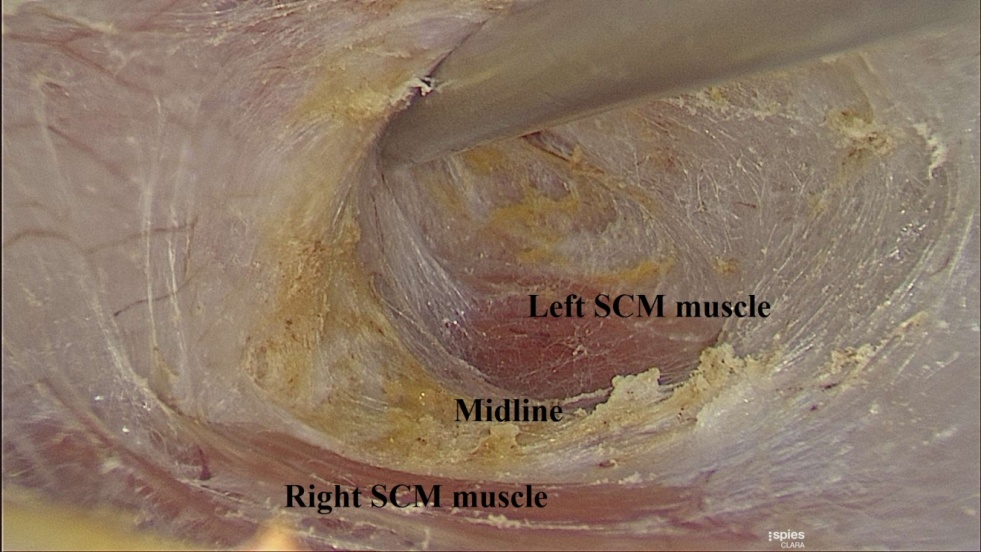 Left SCM muscle
Midline
Right SCM muscle
spies
CLARA